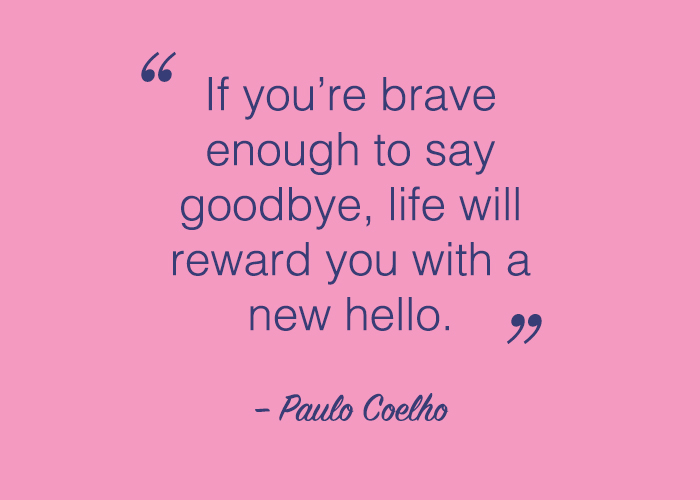 “ If you’re brave
enough to say
goodbye, life will
reward you with a
new hello. ”
– Paulo Coelho